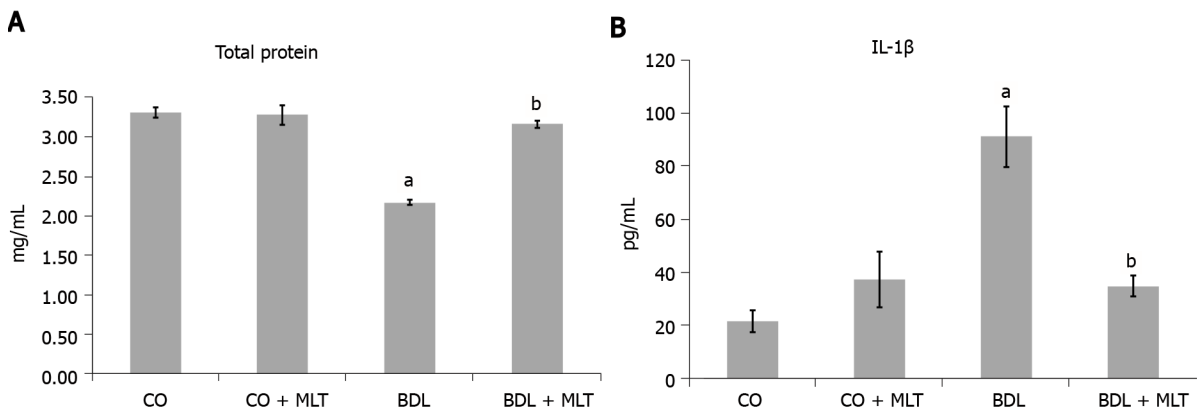 A
Total protein
mg/mL
3.50
3.00
2.50
2.00
1.50
1.00
0.50
0.00
a
b
CO
CO + MLT
BDL
BDL + MLT
B
IL-1β
pg/mL
120
100
80
60
40
20
0
a
b
CO
CO + MLT
BDL
BDL + MLT